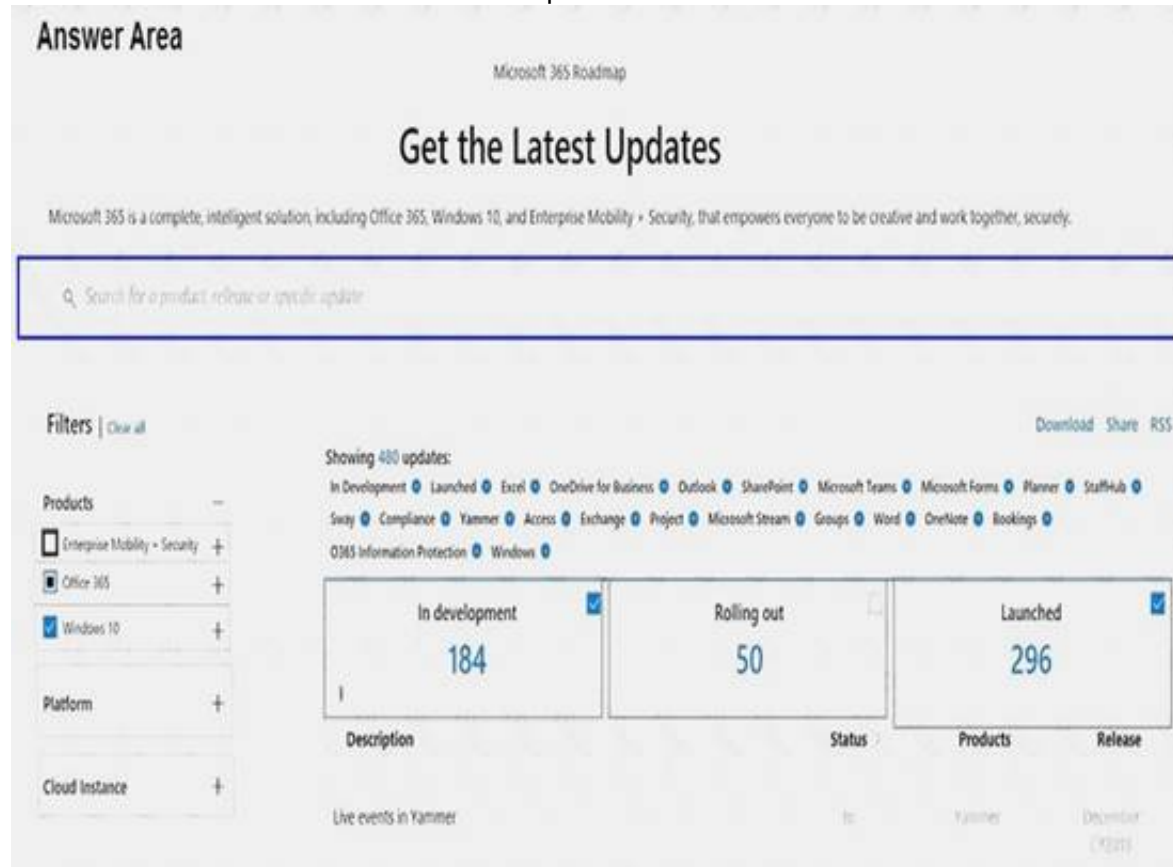 Answer Area
Microsoft 365 Roadmap
Get the Latest Updates
Microsoft 365 is a complete, intelligent solution, including Office 365, Windows 10, and Enterprise Mobility + Security, that empowers everyone to be creative and work together, securely.
Search for a product, release or specific update
Filters | Clear all
Download Share RSS
Showing 480 updates:
In Development Launched Excel OneDrive for Business Outlook SharePoint Microsoft Teams Microsoft Forms Planner StaffHub
Sway Compliance Yammer Access Exchange Project Microsoft Stream Groups Word OneNote Bookings
O365 Information Protection Windows
Products
Enterprise Mobility + Security
Office 365
Windows 10
Platform
Cloud Instance
In development
184
Rolling out
50
Launched
296
Description Status Products Release
Live events in Yammer Yammer December